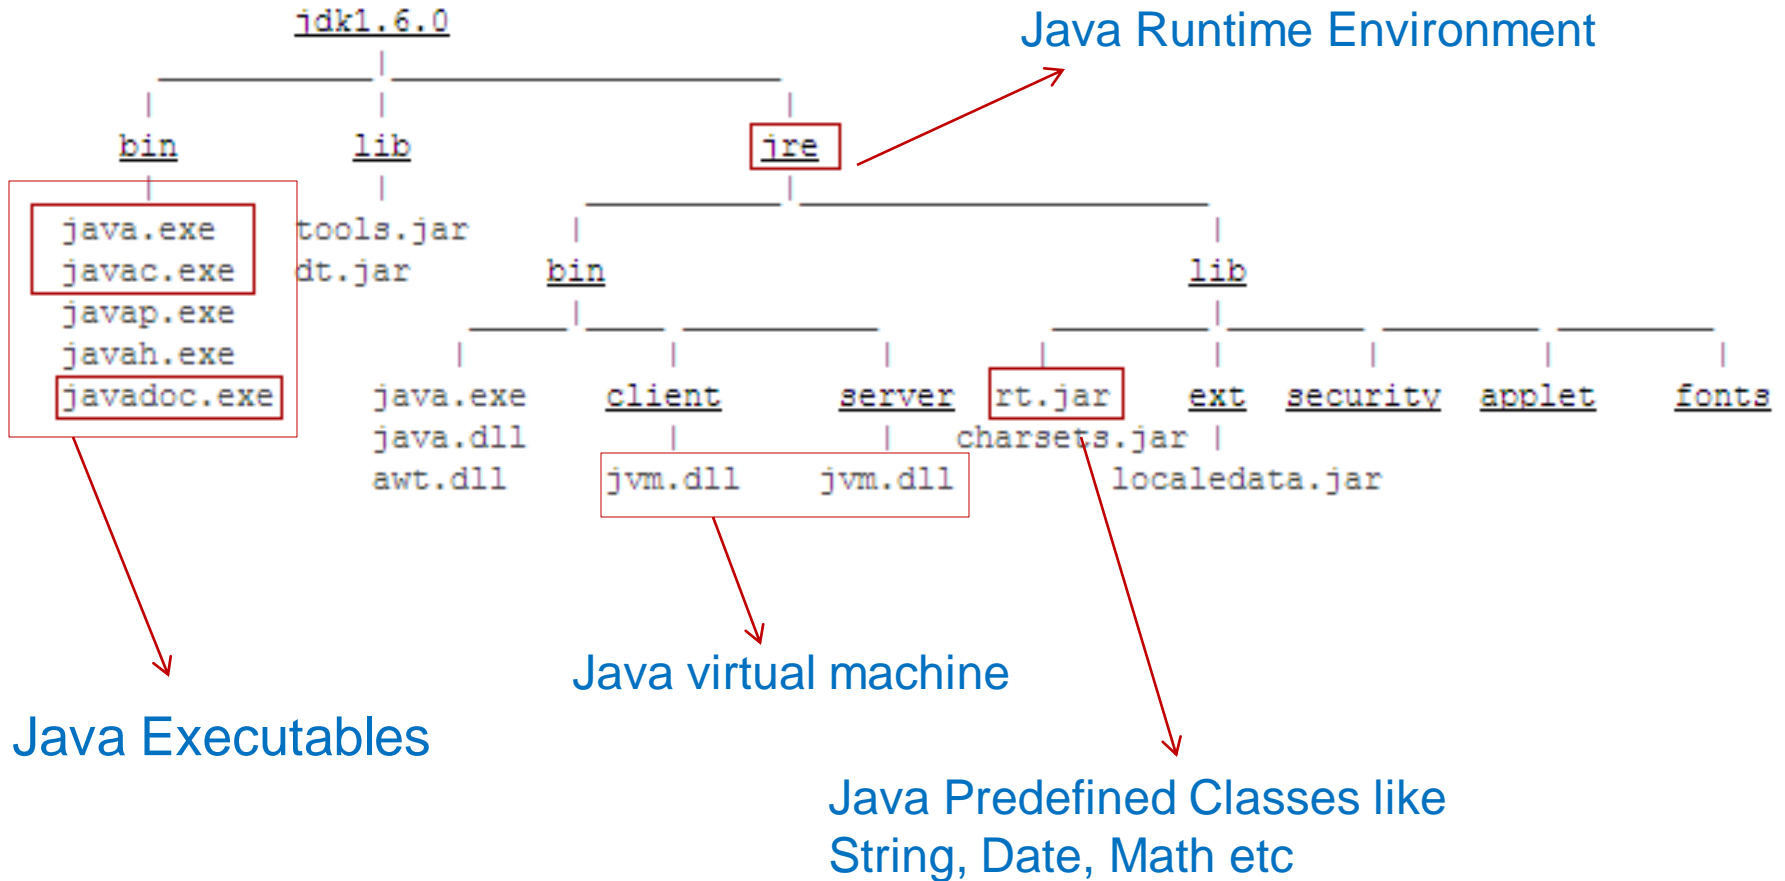 jdk1.6.0
Java Runtime Environment
bin lib jre
java.exe tools.jar
javac.exe dt.jar bin lib
javap.exe
javah.exe
javadoc.exe java.exe client server rt.jar ext security applet fonts
java.dll charsets.jar
awt.dll jvm.dll jvm.dll localedata.jar
Java virtual machine
Java Executables
Java Predefined Classes like
String, Date, Math etc